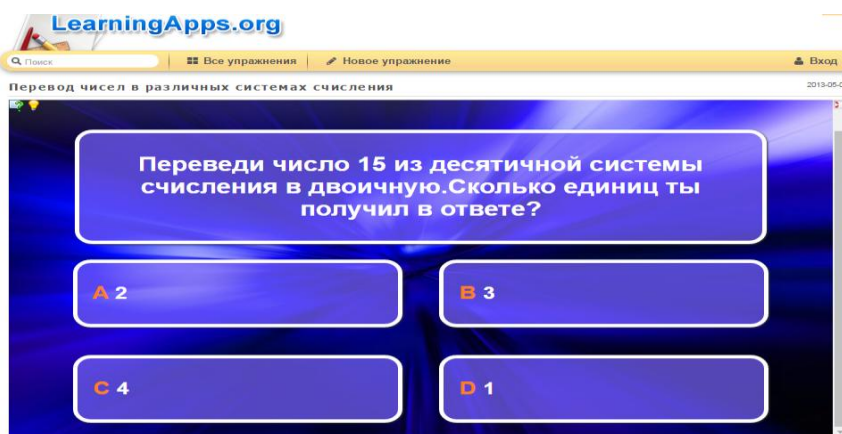 LearningApps.org
Поиск
Все упражнения
Новое упражнение
Вход
Перевод чисел в различных системах счисления
Переведи число 15 из десятичной системы
счисления в двоичную.Сколько единиц ты
получил в ответе?
A 2
B 3
C 4
D 1